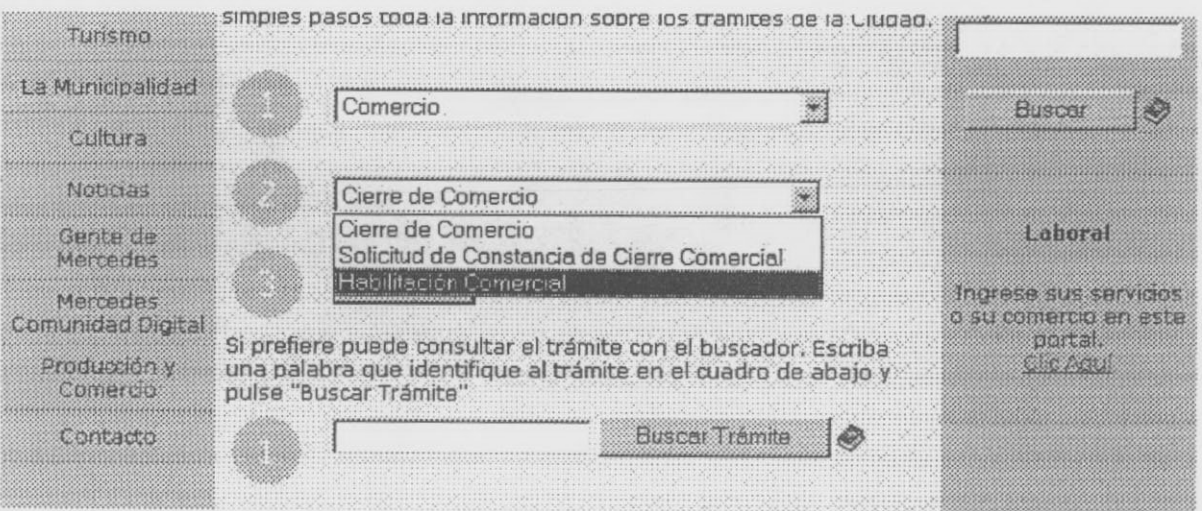 simples pasos toda la información sobre los trámites de la Ciudad.
Turismo
La Municipalidad
Cultura
Noticias
Gente de
Mercedes
Mercedes
Comunidad Digital
Producción y
Comercio
Contacto
1
Comercio
2
Cierre de Comercio
Cierre de Comercio
Solicitud de Constancia de Cierre Comercial
Habilitación Comercial
3
Si prefiere puede consultar el trámite con el buscador. Escriba
una palabra que identifique al trámite en el cuadro de abajo y
pulse "Buscar Trámite"
1
Buscar Trámite
Buscar
Laboral
Ingrese sus servicios
o su comercio en este
portal.
Clic Aquí